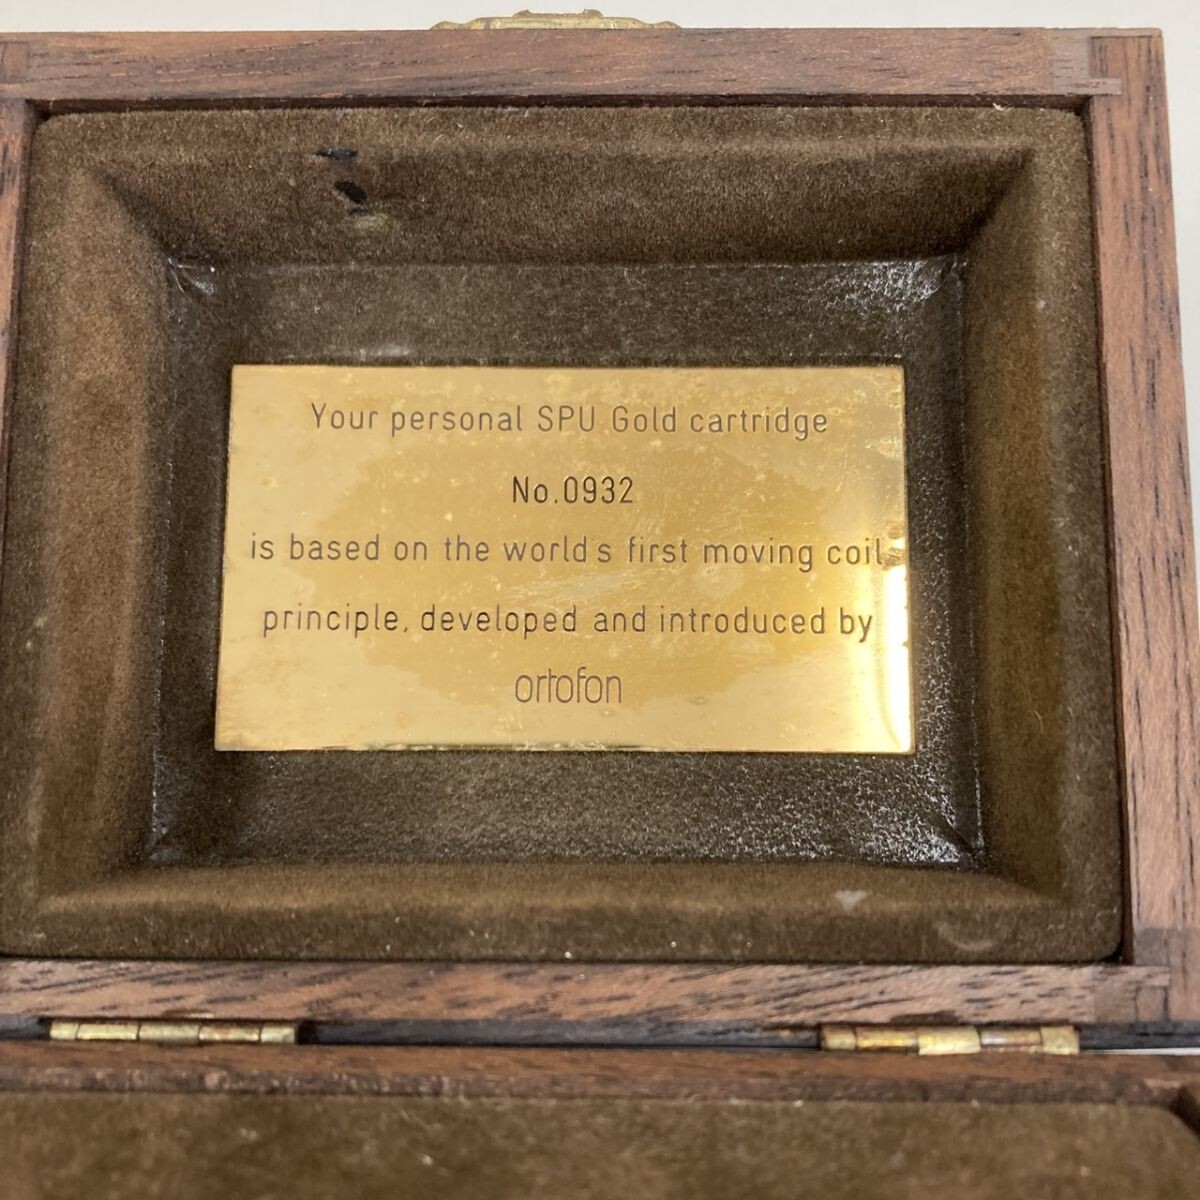 Your personal SPU Gold cartridge
No.0932
is based on the world's first moving coil
principle, developed and introduced by
ortofon